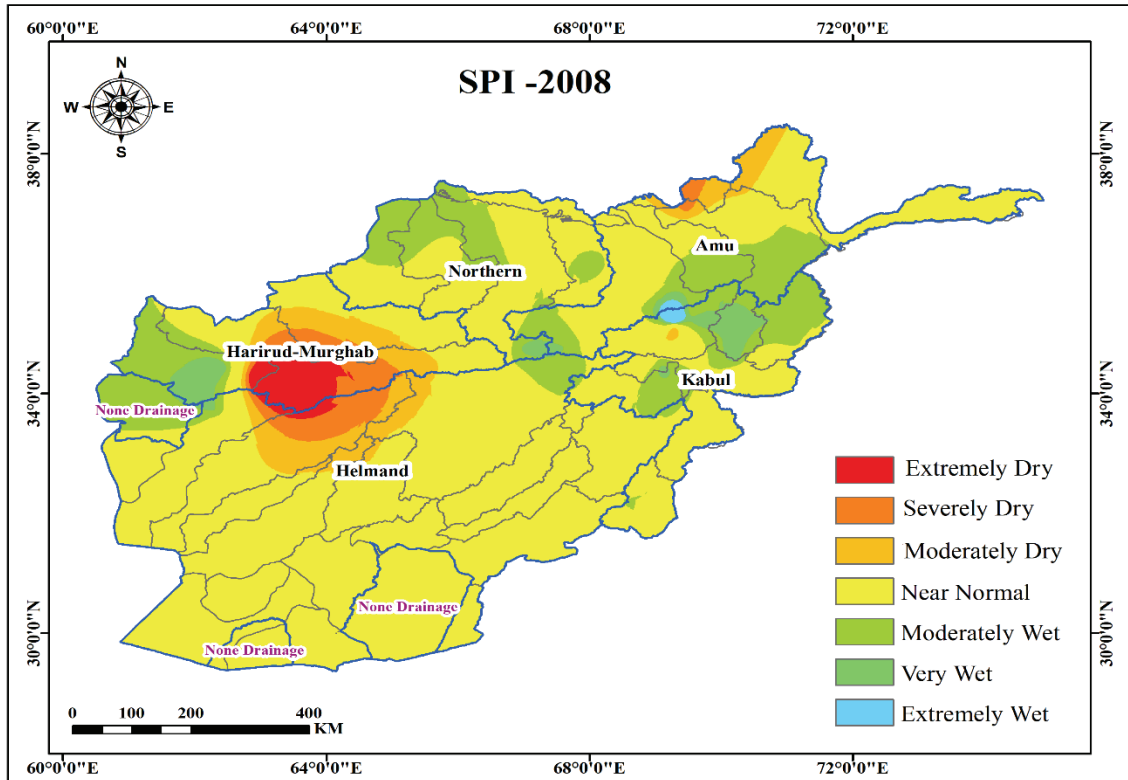 60°0'0"E 64°0'0"E 68°0'0"E 72°0'0"E
N
W E
S
SPI -2008
38°0'0"N 38°0'0"N
Amu
Northern
Harirud-Murghab
Kabul
34°0'0"N 34°0'0"N
None Drainage
Helmand
Extremely Dry
Severely Dry
Moderately Dry
Near Normal
None Drainage
Moderately Wet
30°0'0"N 30°0'0"N
None Drainage
Very Wet
Extremely Wet
0 100 200 400
KM
60°0'0"E 64°0'0"E 68°0'0"E 72°0'0"E